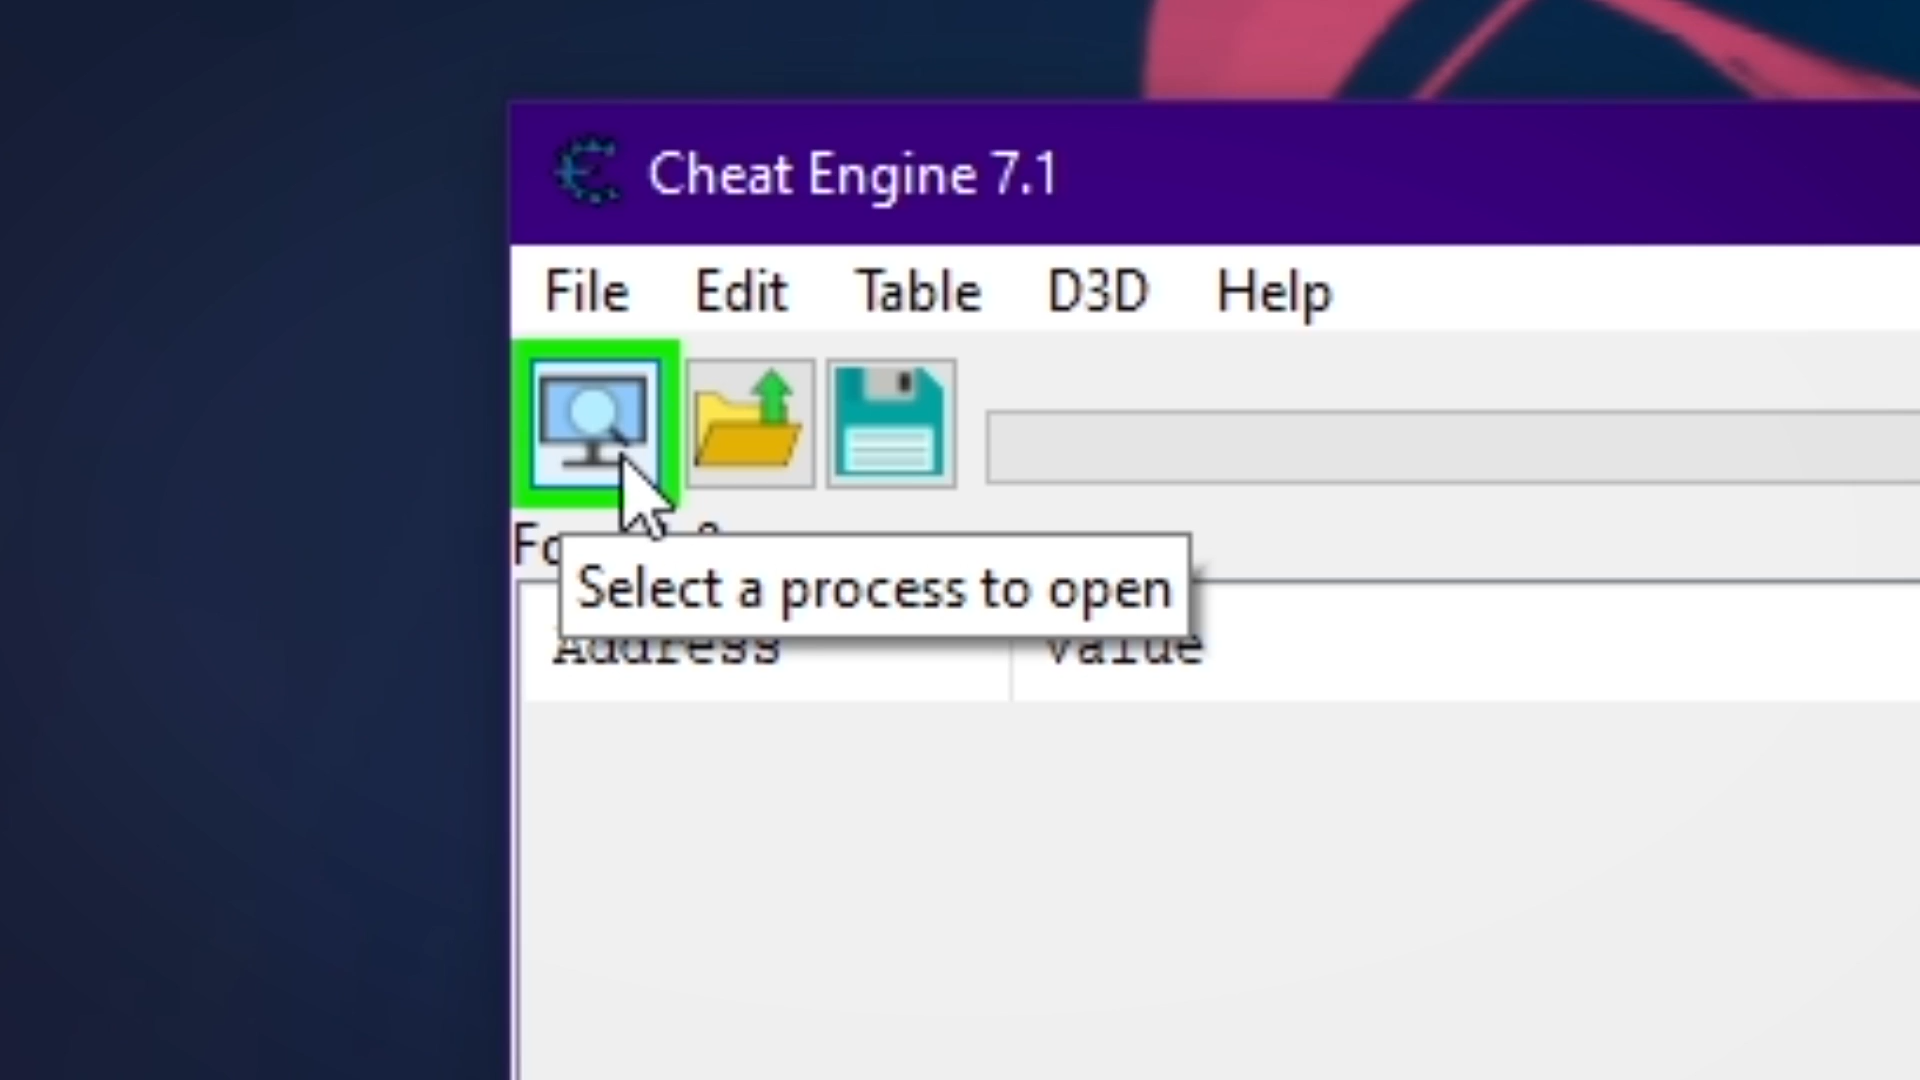 Cheat Engine 7.1
File Edit Table D3D Help
Select a process to open
Address Value